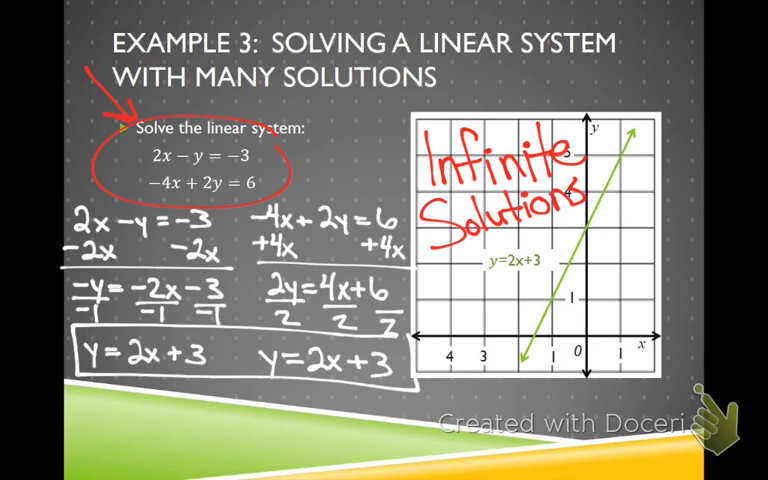 EXAMPLE 3: SOLVING A LINEAR SYSTEM
WITH MANY SOLUTIONS
Solve the linear system:
2x − y = −3
−4x + 2y = 6
2x − y = −3
−2x −2x
−y = −2x − 3
−1 −1 −1
y = 2x + 3
−4x + 2y = 6
+4x +4x
2y = 4x + 6
2 2 2
y = 2x + 3
Infinite
Solutions
y
5
4
y=2x+3
1
4 3 1 0 1 x
Created with Doceri